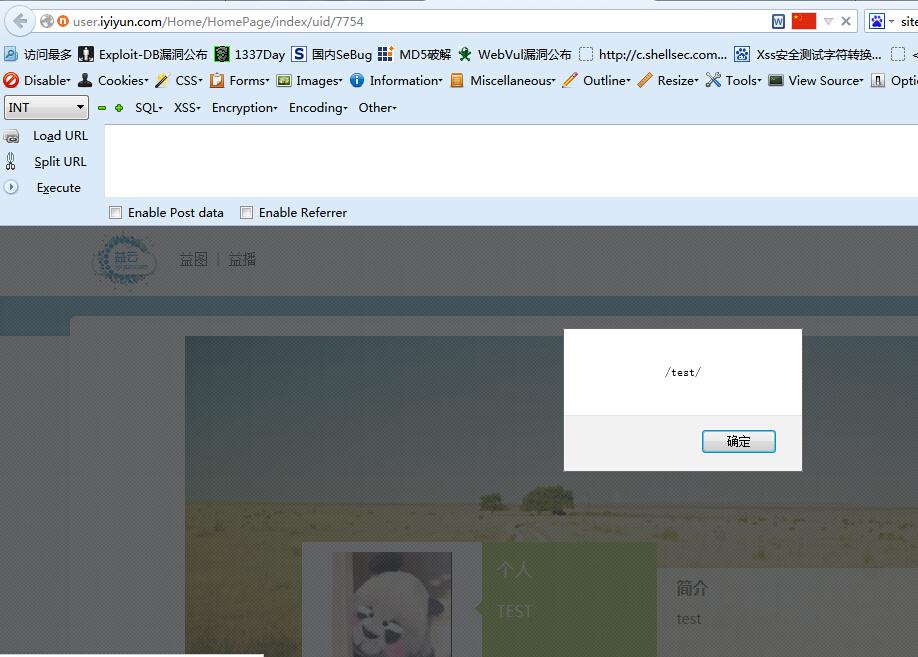 user.iyiyun.com/Home/HomePage/index/uid/7754 site
访问最多 Exploit-DB漏洞公布 1337Day 国内SeBug MD5破解 WebVul漏洞公布 http://c.shellsec.com... Xss安全测试字符转换...
Disable Cookies CSS Forms Images Information Miscellaneous Outline Resize Tools View Source Opti
INT SQL XSS Encryption Encoding Other
Load URL
Split URL
Execute
Enable Post data Enable Referrer
益云 益图 | 益播
/test/
确定
个人
TEST
简介
test